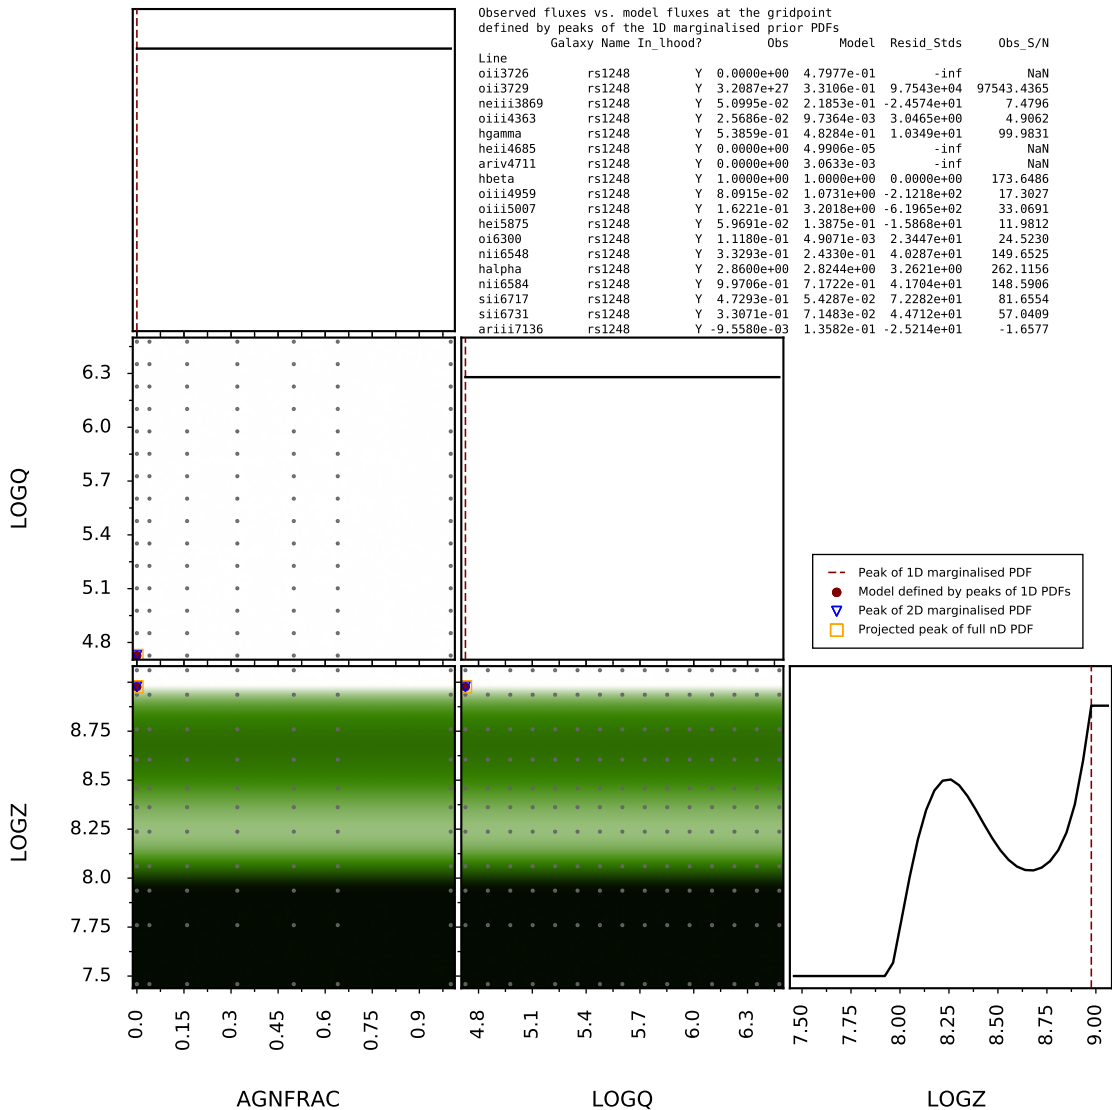 Observed fluxes vs. model fluxes at the gridpoint
defined by peaks of the 1D marginalised prior PDFs
Galaxy Name In_lhood? Obs Model Resid_Stds Obs_S/N
Line
oii3726 rs1248 Y 0.0000e+00 4.7977e-01 -inf NaN
oii3729 rs1248 Y 3.2087e+27 3.3106e-01 9.7543e+04 97543.4365
neiii3869 rs1248 Y 5.0995e-02 2.1853e-01 -2.4574e+01 7.4796
oiii4363 rs1248 Y 2.5686e-02 9.7364e-03 3.0465e+00 4.9062
hgamma rs1248 Y 5.3859e-01 4.8284e-01 1.0349e+01 99.9831
heii4685 rs1248 Y 0.0000e+00 4.9906e-05 -inf NaN
ariv4711 rs1248 Y 0.0000e+00 3.0633e-03 -inf NaN
hbeta rs1248 Y 1.0000e+00 1.0000e+00 0.0000e+00 173.6486
oiii4959 rs1248 Y 8.0915e-02 1.0731e+00 -2.1218e+02 17.3027
oiii5007 rs1248 Y 1.6221e-01 3.2018e+00 -6.1965e+02 33.0691
hei5875 rs1248 Y 5.9691e-02 1.3875e-01 -1.5868e+01 11.9812
oi6300 rs1248 Y 1.1180e-01 4.9071e-03 2.3447e+01 24.5230
nii6548 rs1248 Y 3.3293e-01 2.4330e-01 4.0287e+01 149.6525
halpha rs1248 Y 2.8600e+00 2.8244e+00 3.2621e+00 262.1156
nii6584 rs1248 Y 9.9706e-01 7.1722e-01 4.1704e+01 148.5906
sii6717 rs1248 Y 4.7293e-01 5.4287e-02 7.2282e+01 81.6554
sii6731 rs1248 Y 3.3071e-01 7.1483e-02 4.4712e+01 57.0409
ariii7136 rs1248 Y -9.5580e-03 1.3582e-01 -2.5214e+01 -1.6577
LOGQ
6.3
6.0
5.7
5.4
5.1
4.8
Peak of 1D marginalised PDF
Model defined by peaks of 1D PDFs
Peak of 2D marginalised PDF
Projected peak of full nD PDF
LOGZ
8.75
8.5
8.25
8.0
7.75
7.5
0.0 0.15 0.3 0.45 0.6 0.75 0.9
4.8 5.1 5.4 5.7 6.0 6.3
7.50 7.75 8.00 8.25 8.50 8.75 9.00
AGNFRAC LOGQ LOGZ